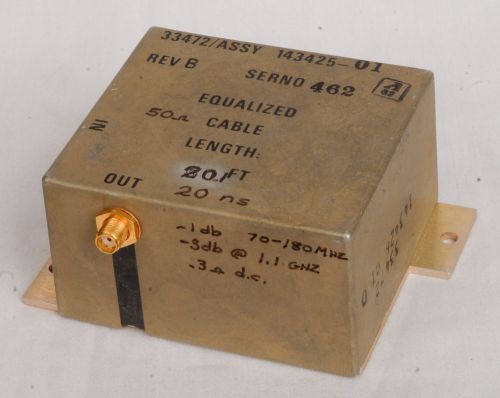 33472/ASSY 143425-01
REV B SERNO 462
EQUALIZED
50Ω CABLE
LENGTH:
20 FT
20 ns
IN
OUT
-1db 70-180MHZ
-3db @ 1.1 GHZ
.3Ω d.c.